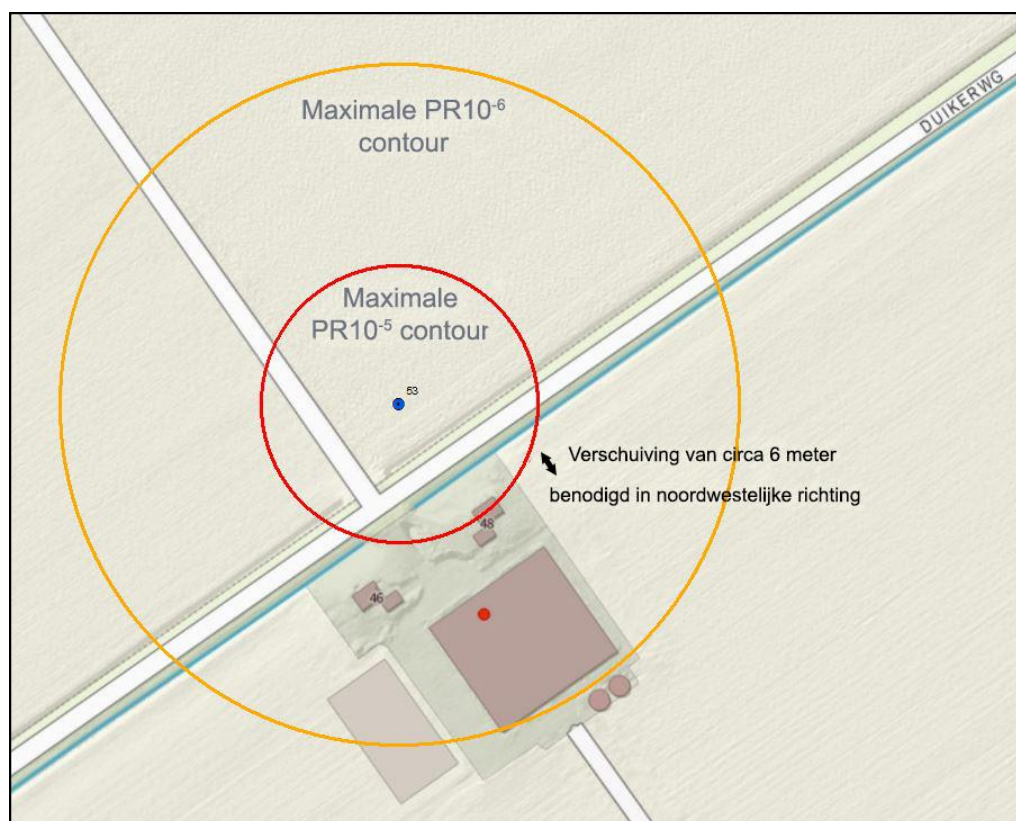 Maximale PR10⁻⁶
contour
DUIKERWG
Maximale
PR10⁻⁵ contour
53
Verschuiving van circa 6 meter
benodigd in noordwestelijke richting
48
46